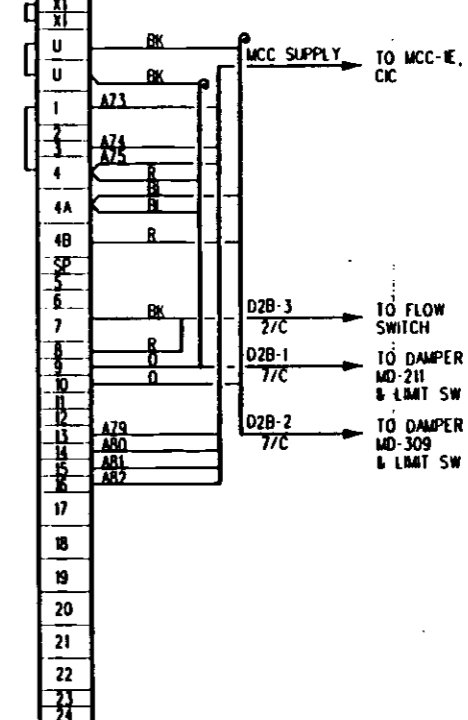 X1
X1
U BK
MCC SUPPLY TO MCC-1E,
CIC
U BK
1 A73
2
3 A74
A75
4 R
BL
4A BL
4B R
SP
5
6
D2B-3 TO FLOW
7 BK 2/C SWITCH
8 R
9 O D2B-1 TO DAMPER
7/C MD-211
10 O & LIMIT SW
11
12
13 A79 D2B-2 TO DAMPER
14 A80 7/C MD-309
15 A81 & LIMIT SW
16 A82
17
18
19
20
21
22
23
24